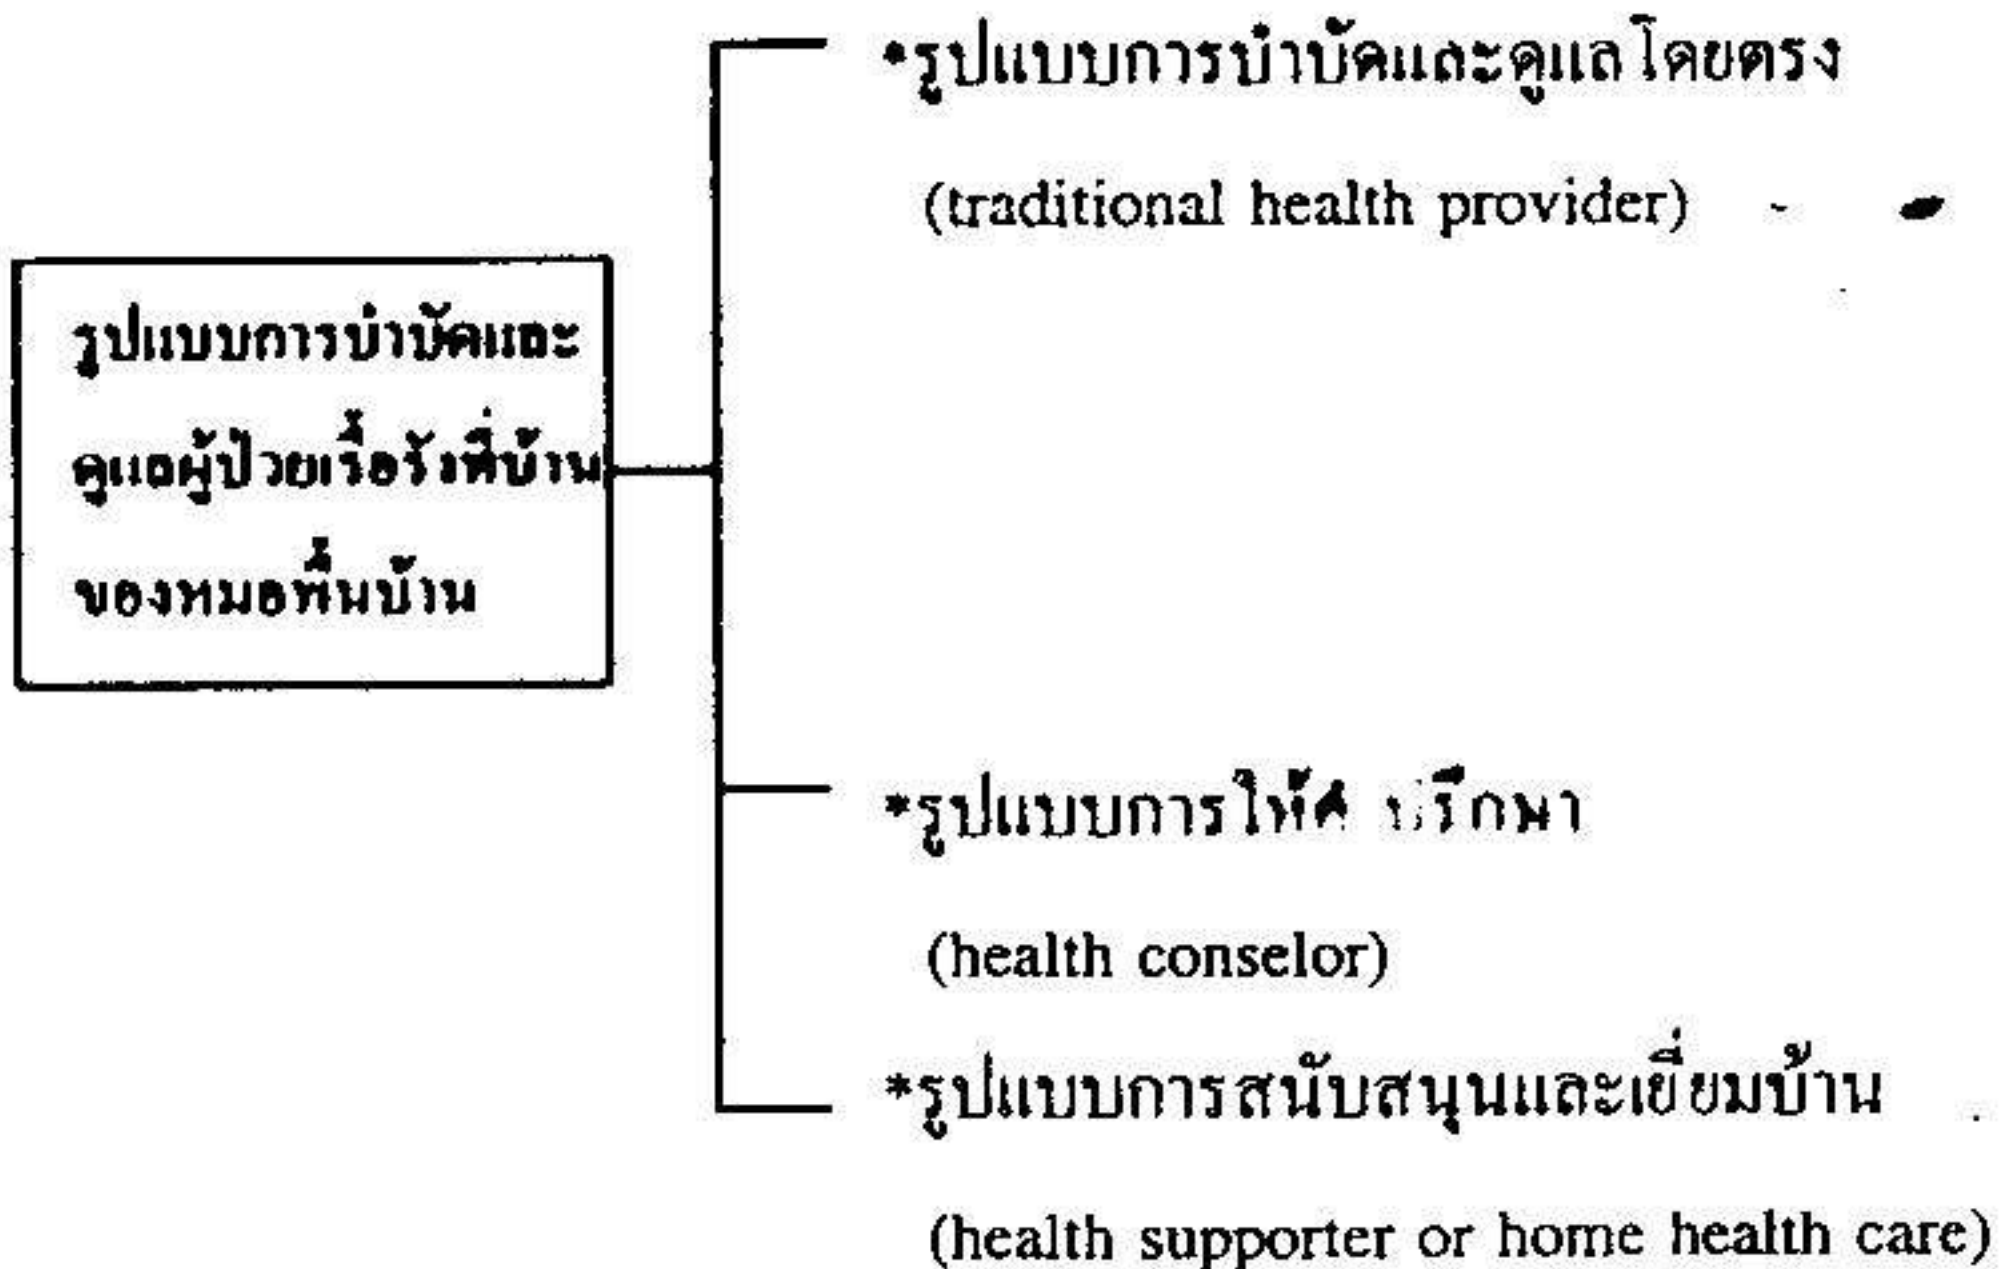 รูปแบบการบำบัดและ
ดูแลผู้ป่วยเรื้อรังที่บ้าน
ของหมอพื้นบ้าน
*รูปแบบการบำบัดและดูแลโดยตรง
(traditional health provider)
*รูปแบบการให้ ปรึกษา
(health conselor)
*รูปแบบการสนับสนุนและเยี่ยมบ้าน
(health supporter or home health care)